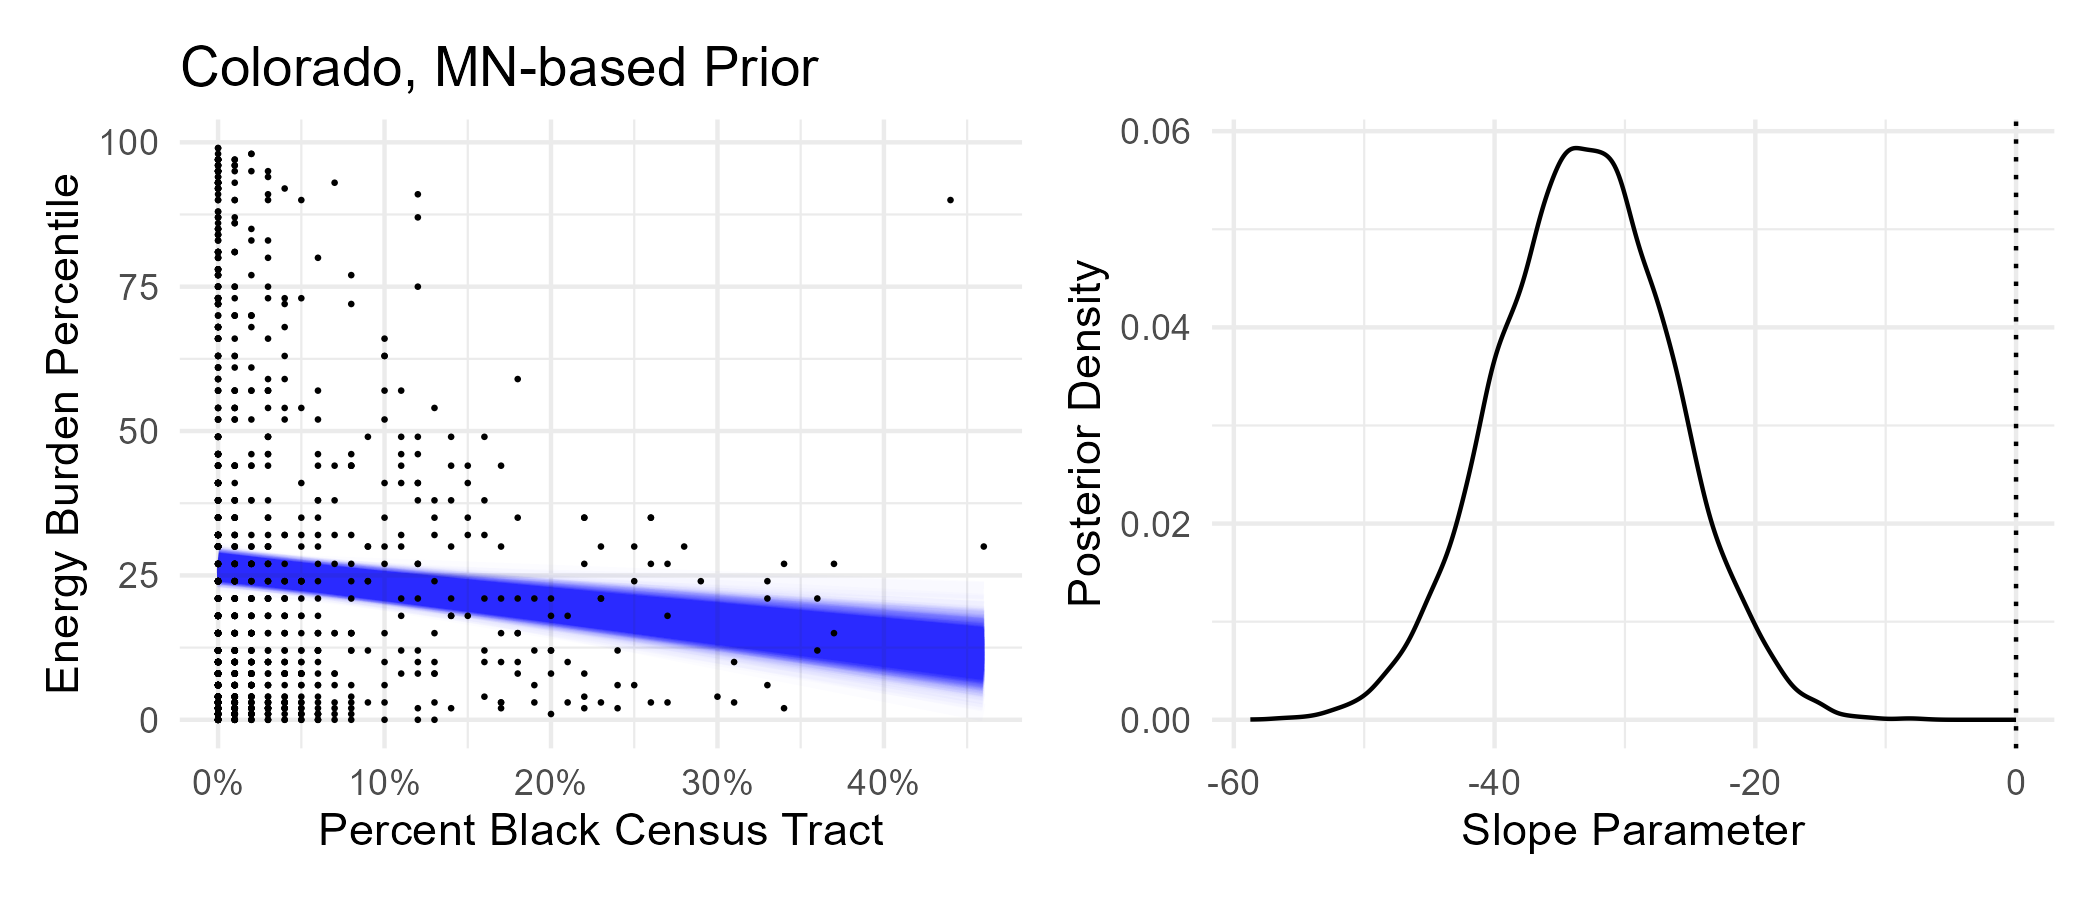 Colorado, MN-based Prior
Energy Burden Percentile
100
75
50
25
0
0% 10% 20% 30% 40%
Percent Black Census Tract
Posterior Density
0.06
0.04
0.02
0.00
-60 -40 -20 0
Slope Parameter